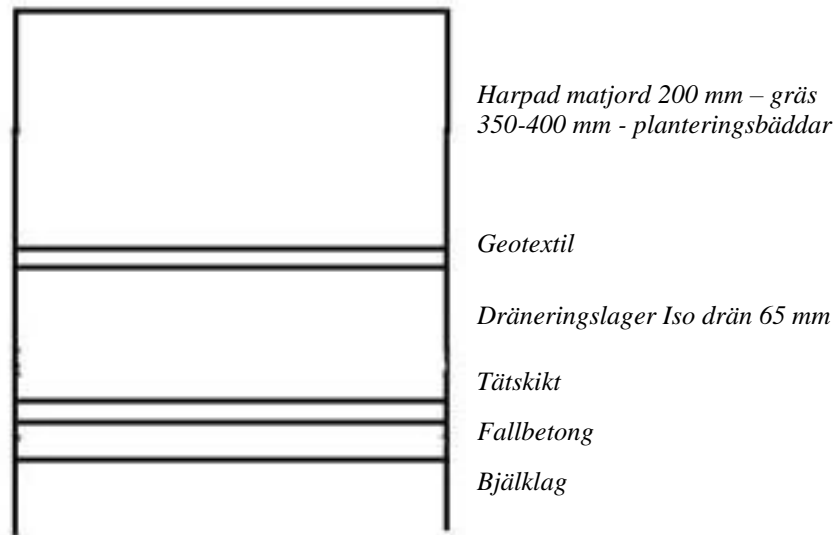 Harpad matjord 200 mm – gräs
350-400 mm - planteringsbäddar
Geotextil
Dräneringslager Iso drän 65 mm
Tätskikt
Fallbetong
Bjälklag